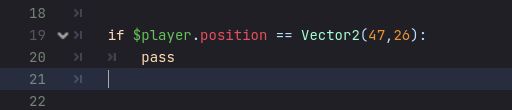 18
19 if $player.position == Vector2(47,26):
20 pass
21
22